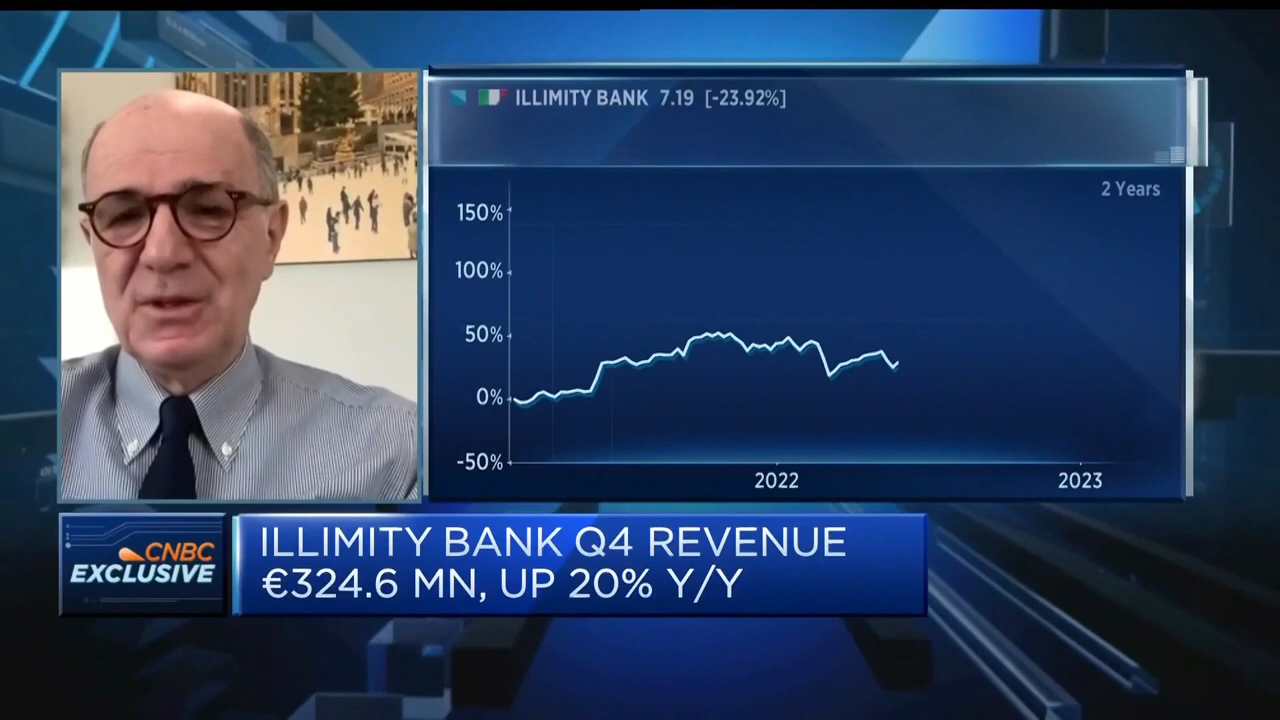 ILLIMITY BANK 7.19 [-23.92%]
2 Years
150%
100%
50%
0%
-50%
2022
2023
CNBC
EXCLUSIVE
ILLIMITY BANK Q4 REVENUE
€324.6 MN, UP 20% Y/Y